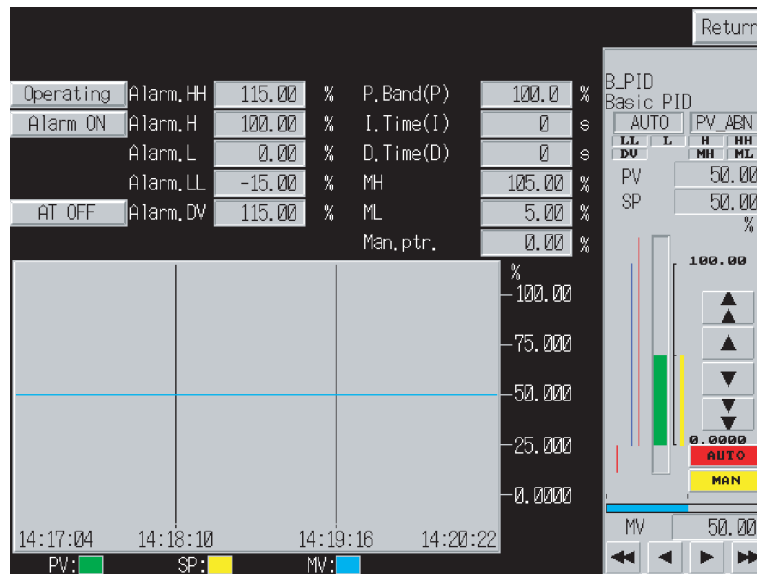 Return
Operating Alarm.HH 115.00 % P.Band(P) 100.0 %
Alarm ON Alarm.H 100.00 % I.Time(I) 0 s
Alarm.L 0.00 % D.Time(D) 0 s
Alarm.LL -15.00 % MH 105.00 %
AT OFF Alarm.DV 115.00 % ML 5.00 %
Man.ptr. 0.00 %
%
100.00
75.000
50.000
25.000
0.0000
14:17:04 14:18:10 14:19:16 14:20:22
PV: SP: MV:
B_PID
Basic PID
AUTO PV_ABN
LL L H HH
DV MH ML
PV 50.00
SP 50.00
%
100.00
0.0000
AUTO
MAN
MV 50.00